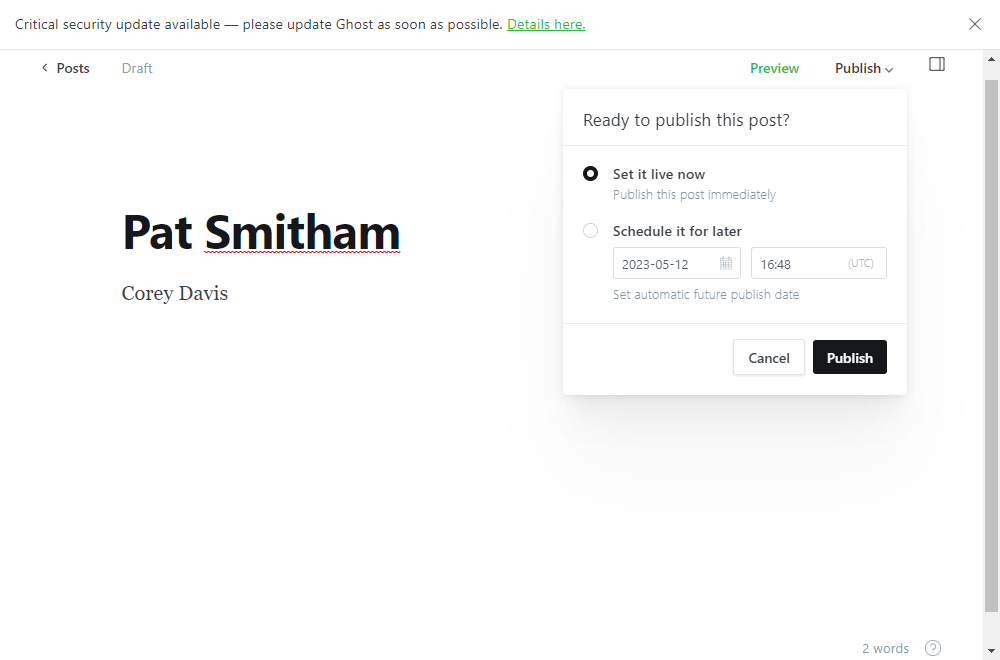 Critical security update available — please update Ghost as soon as possible. Details here.
Posts
Draft
Preview
Publish
Ready to publish this post?
Set it live now
Publish this post immediately
Schedule it for later
2023-05-12
16:48
(UTC)
Set automatic future publish date
Cancel
Publish
Pat Smitham
Corey Davis
2 words
?